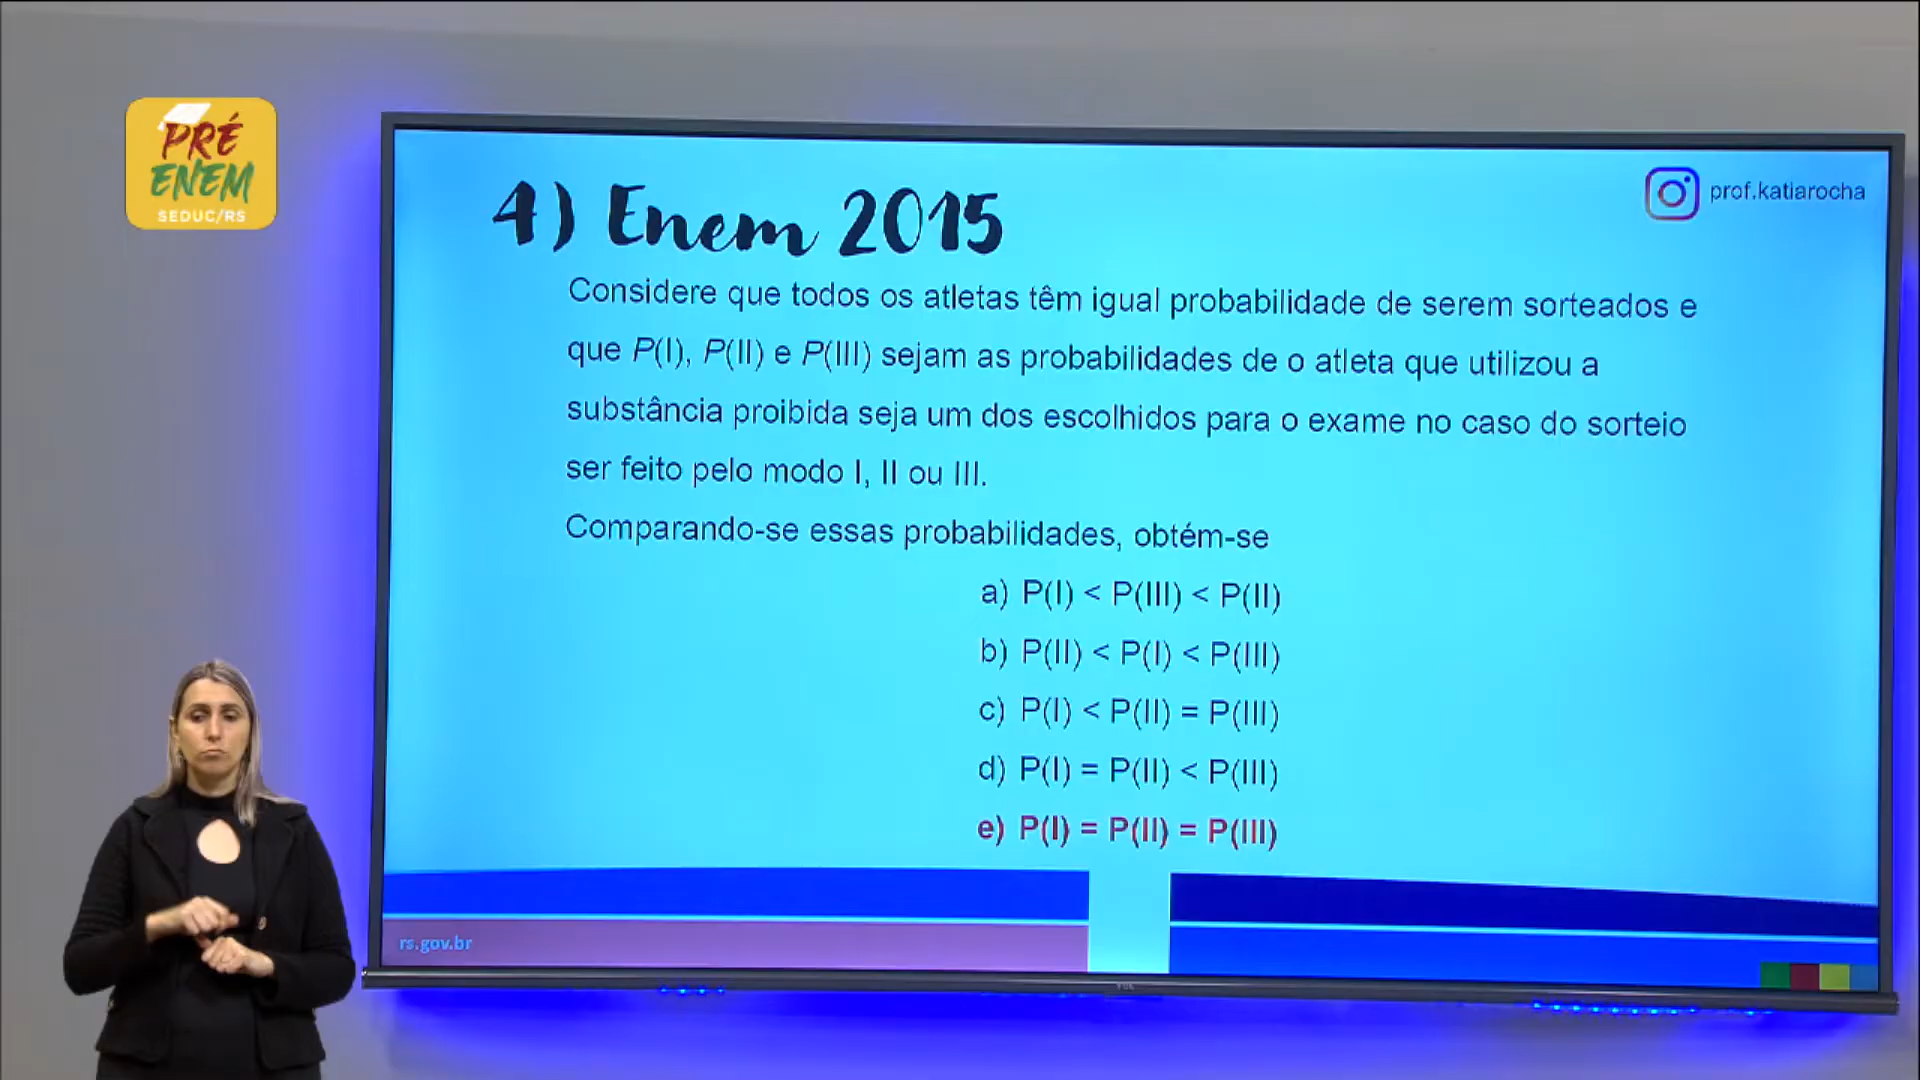 PRÉ
ENEM
SEDUC/RS
4) Enem 2015
prof.katiarocha
Considere que todos os atletas têm igual probabilidade de serem sorteados e
que P(I), P(II) e P(III) sejam as probabilidades de o atleta que utilizou a
substância proibida seja um dos escolhidos para o exame no caso do sorteio
ser feito pelo modo I, II ou III.
Comparando-se essas probabilidades, obtém-se
a) P(I) < P(III) < P(II)
b) P(II) < P(I) < P(III)
c) P(I) < P(II) = P(III)
d) P(I) = P(II) < P(III)
e) P(I) = P(II) = P(III)
rs.gov.br